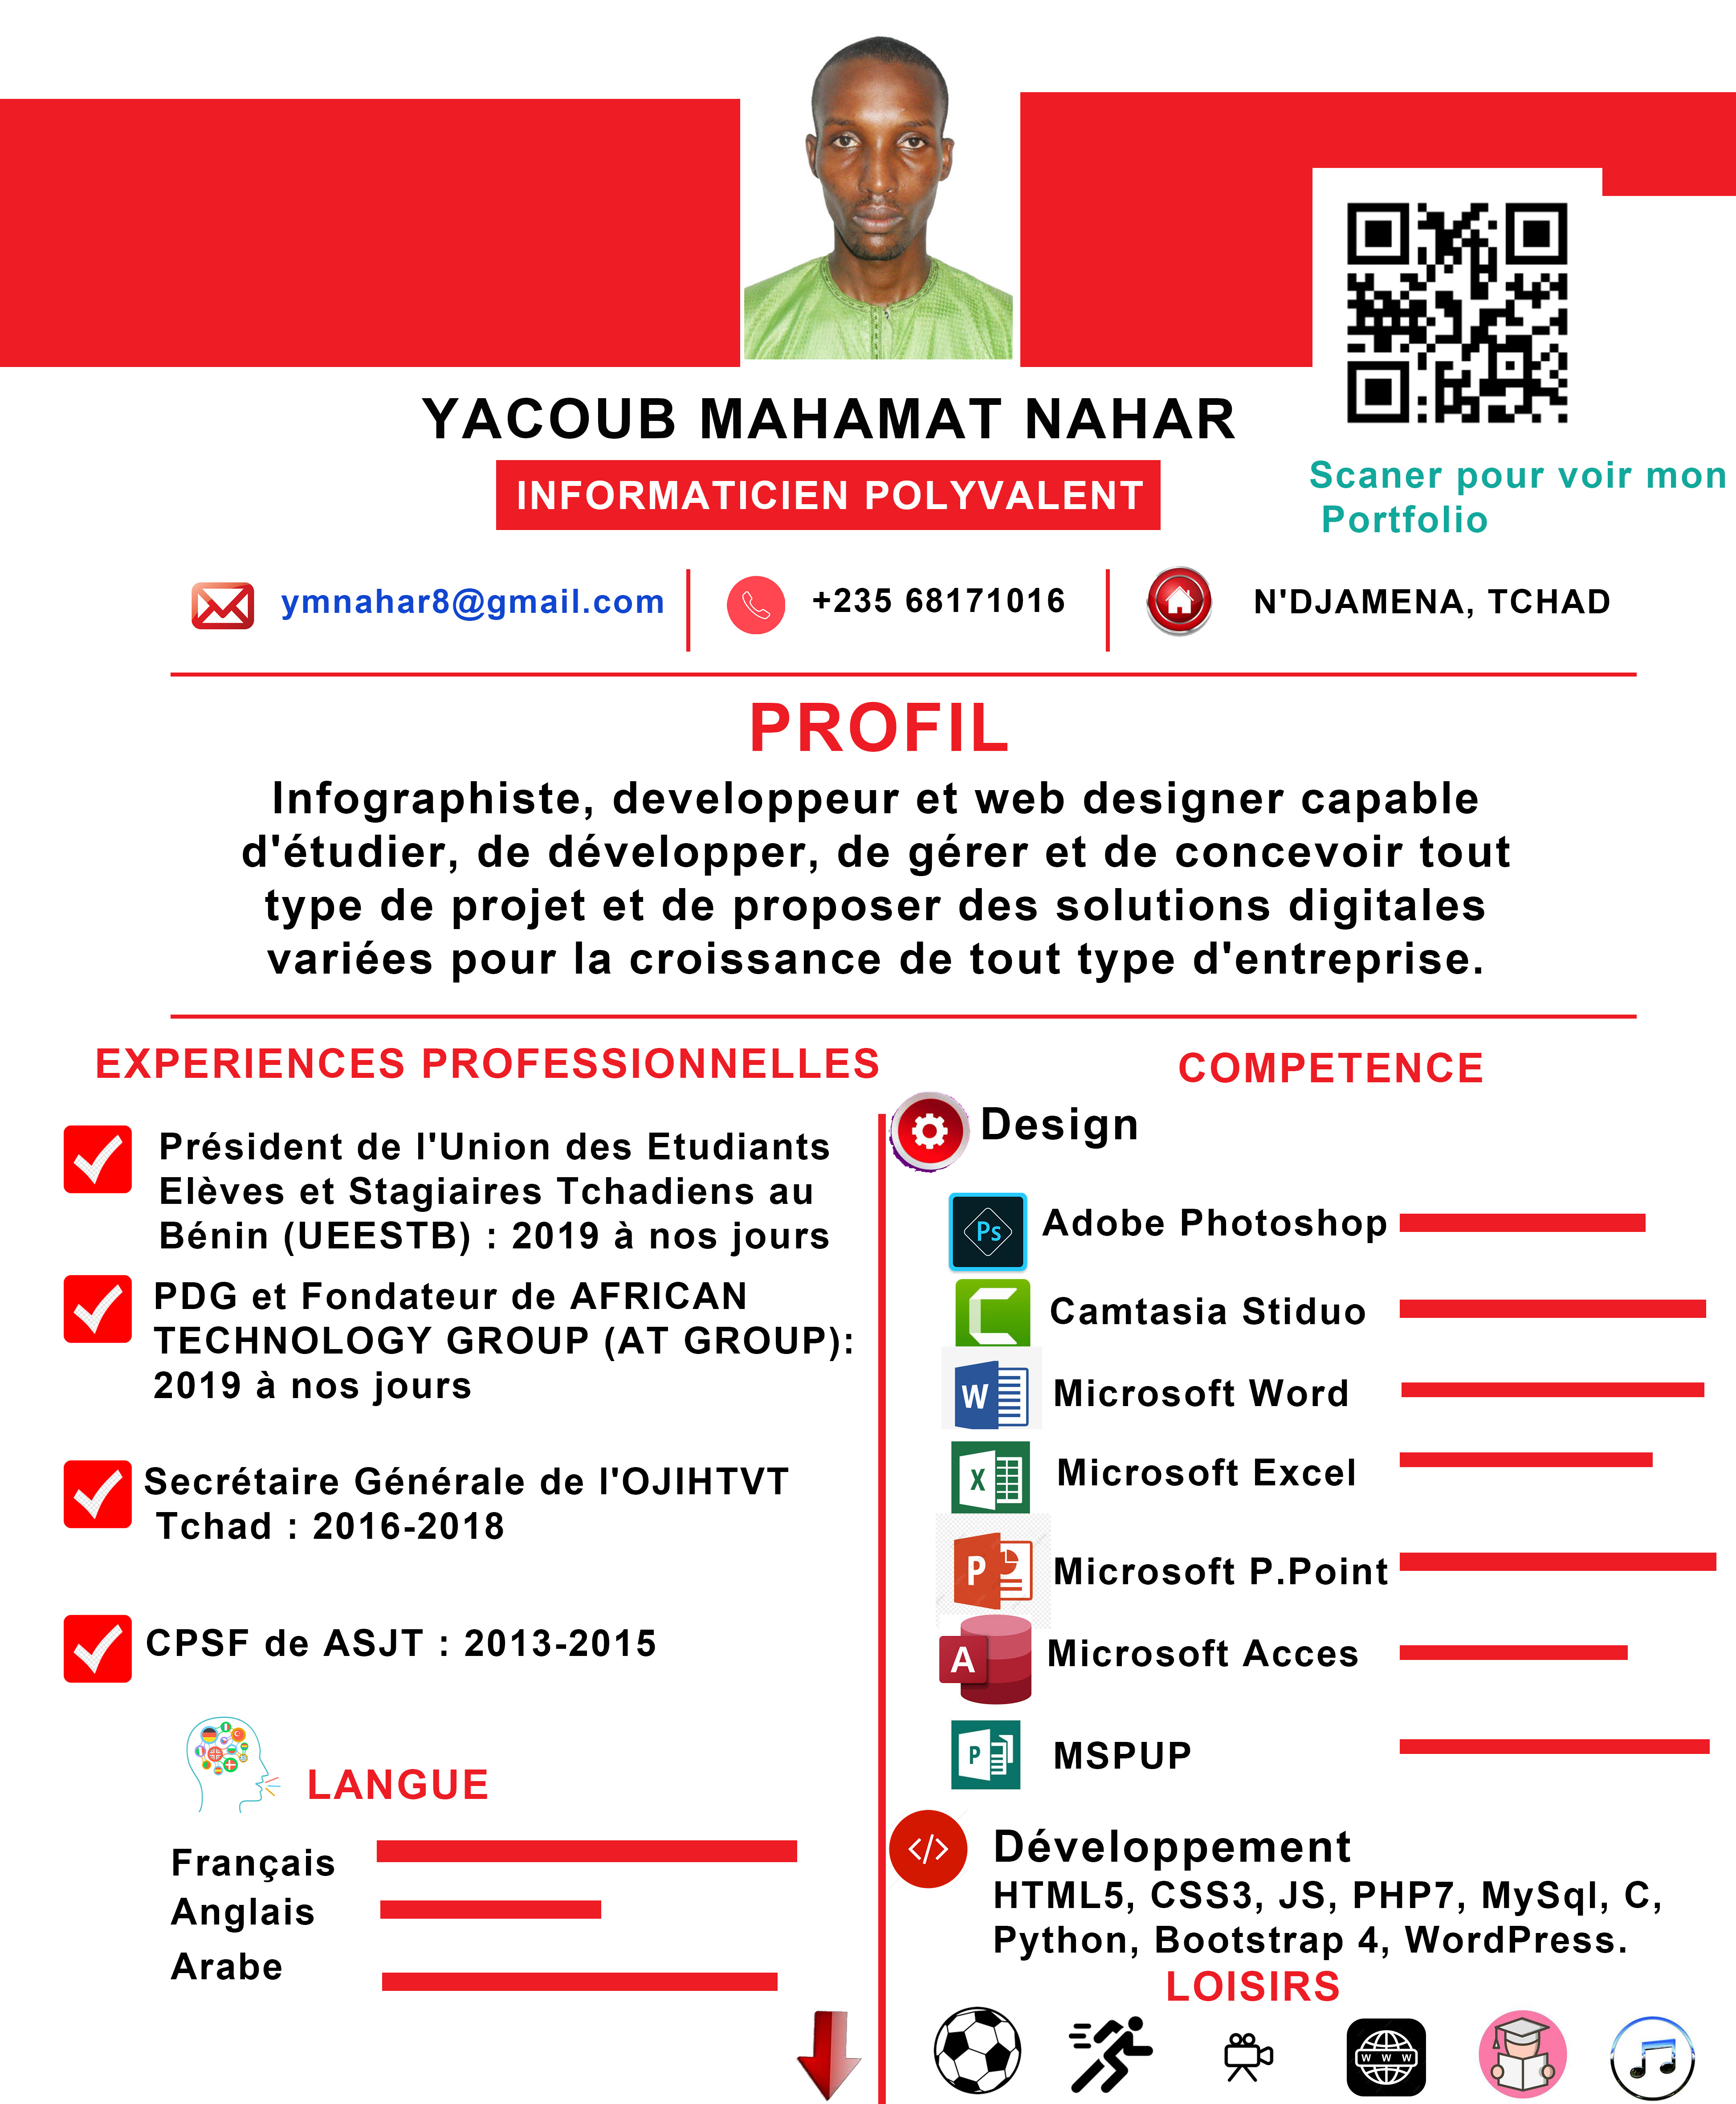 YACOUB MAHAMAT NAHAR
INFORMATICIEN POLYVALENT
Scaner pour voir mon
Portfolio
ymnahar8@gmail.com
+235 68171016
N'DJAMENA, TCHAD
PROFIL
Infographiste, developpeur et web designer capable
d'étudier, de développer, de gérer et de concevoir tout
type de projet et de proposer des solutions digitales
variées pour la croissance de tout type d'entreprise.
EXPERIENCES PROFESSIONNELLES
Président de l'Union des Etudiants
Elèves et Stagiaires Tchadiens au
Bénin (UEESTB) : 2019 à nos jours
PDG et Fondateur de AFRICAN
TECHNOLOGY GROUP (AT GROUP):
2019 à nos jours
Secrétaire Générale de l'OJIHTVT
Tchad : 2016-2018
CPSF de ASJT : 2013-2015
LANGUE
Français
Anglais
Arabe
COMPETENCE
Design
Ps
Adobe Photoshop
C
Camtasia Stiduo
W
Microsoft Word
X
Microsoft Excel
P
Microsoft P.Point
A
Microsoft Acces
P
MSPUP
</>
Développement
HTML5, CSS3, JS, PHP7, MySql, C,
Python, Bootstrap 4, WordPress.
LOISIRS
W W W